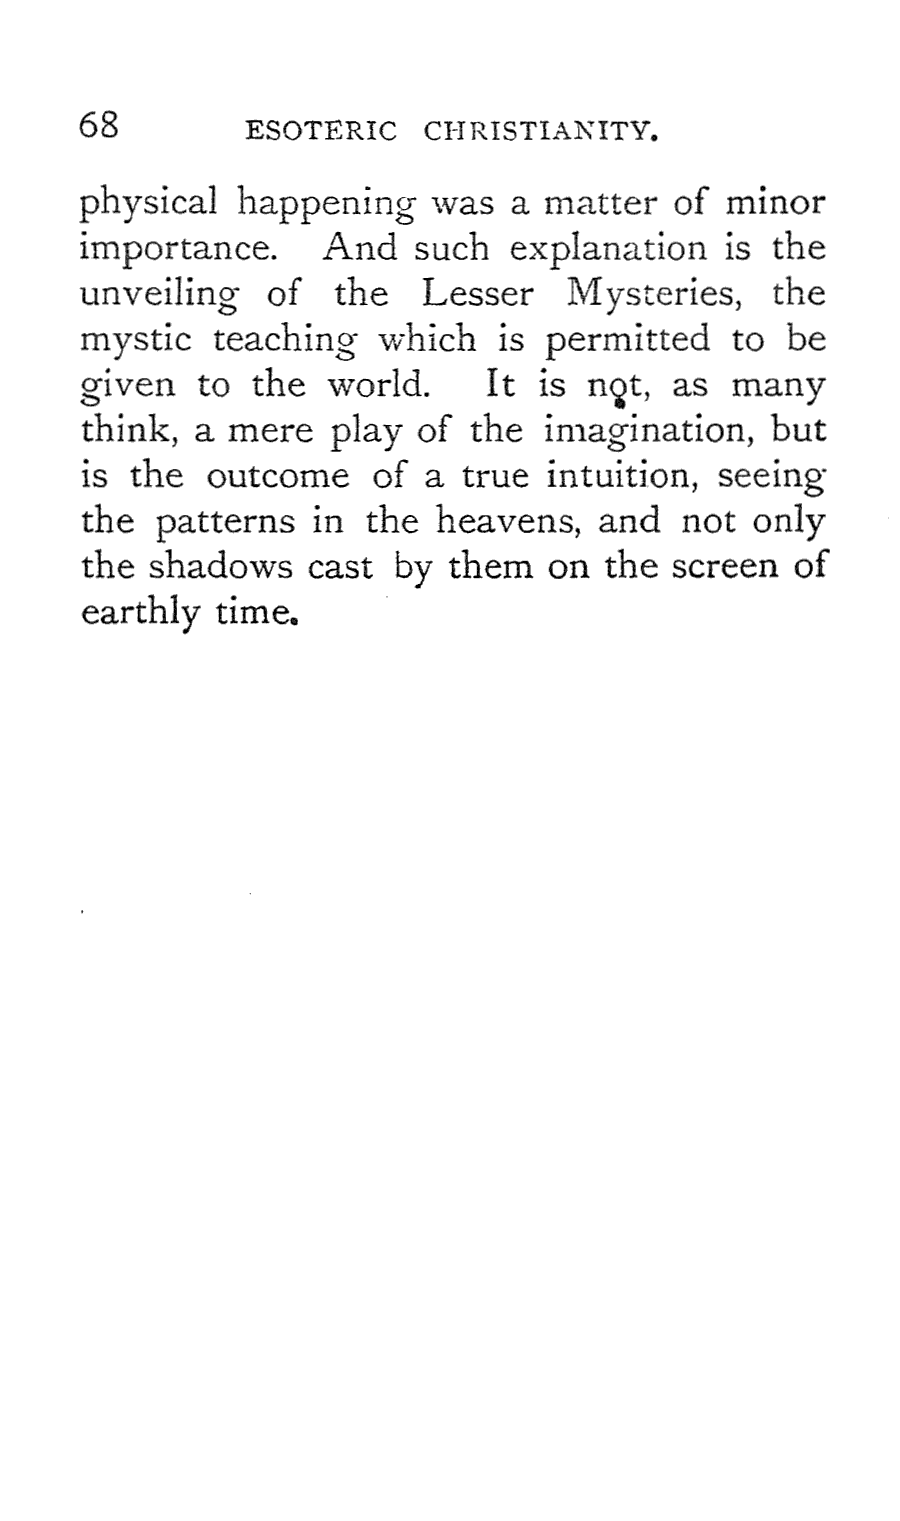 68 ESOTERIC CHRISTIANITY.
physical happening was a matter of minor
importance. And such explanation is the
unveiling of the Lesser Mysteries, the
mystic teaching which is permitted to be
given to the world. It is not, as many
think, a mere play of the imagination, but
is the outcome of a true intuition, seeing
the patterns in the heavens, and not only
the shadows cast by them on the screen of
earthly time.